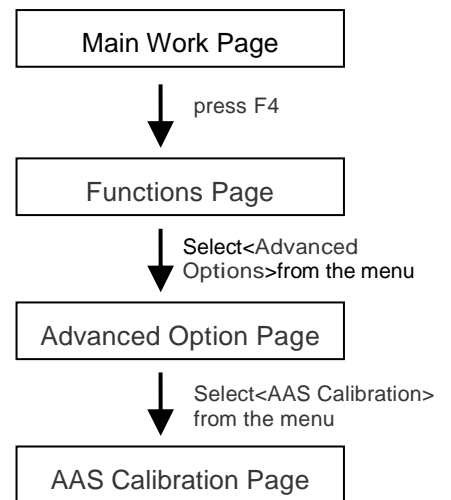 Main Work Page
press F4
Functions Page
Select<Advanced
Options>from the menu
Advanced Option Page
Select<AAS Calibration>
from the menu
AAS Calibration Page